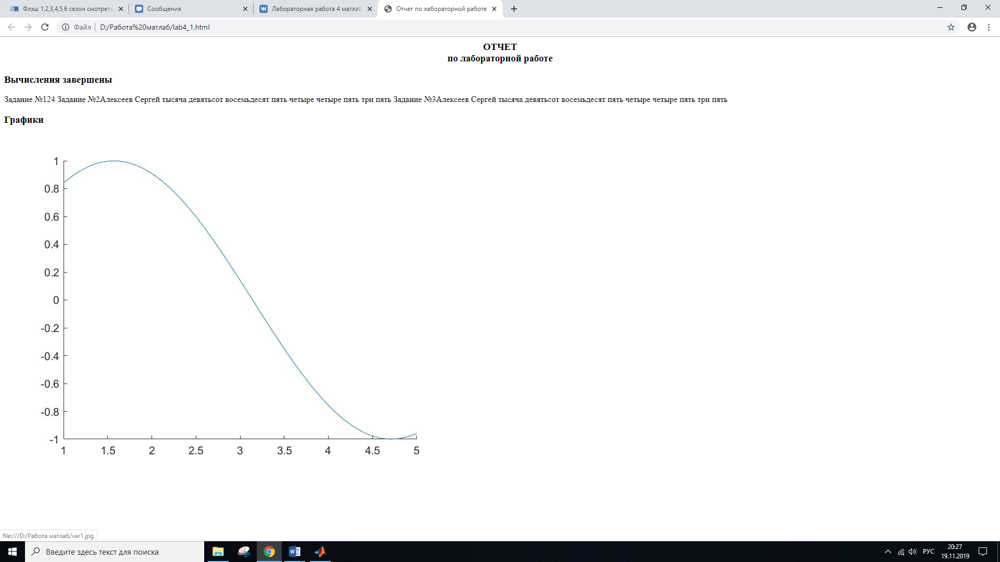 Флэш 1,2,3,4,5,6 сезон смотреть
Сообщения
Лабораторная работа 4 матлаб
Отчет по лабораторной работе
Файл
D:/Работа%20матлаб/lab4_1.html
ОТЧЕТ
по лабораторной работе
Вычисления завершены
Задание №124 Задание №2Алексеев Сергей тысяча девятьсот восемьдесят пять четыре четыре пять три пять Задание №3Алексеев Сергей тысяча девятьсот восемьдесят пять четыре четыре пять три пять
Графики
1
0.8
0.6
0.4
0.2
0
-0.2
-0.4
-0.6
-0.8
-1
1 1.5 2 2.5 3 3.5 4 4.5 5
file:///D:/Работа матлаб/var1.jpg
Введите здесь текст для поиска
РУС
20:27
19.11.2019